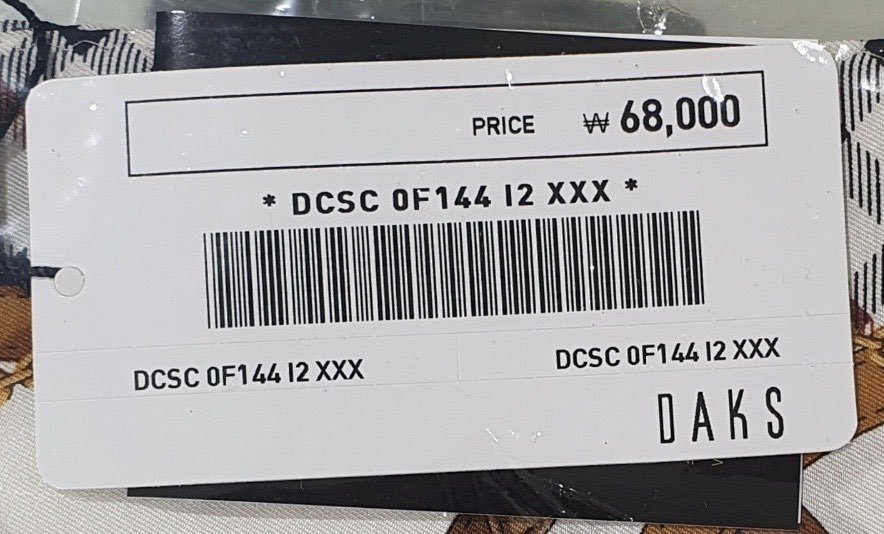 PRICE ₩ 68,000
* DCSC 0F144 I2 XXX *
DCSC 0F144 I2 XXX
DCSC 0F144 I2 XXX
DAKS